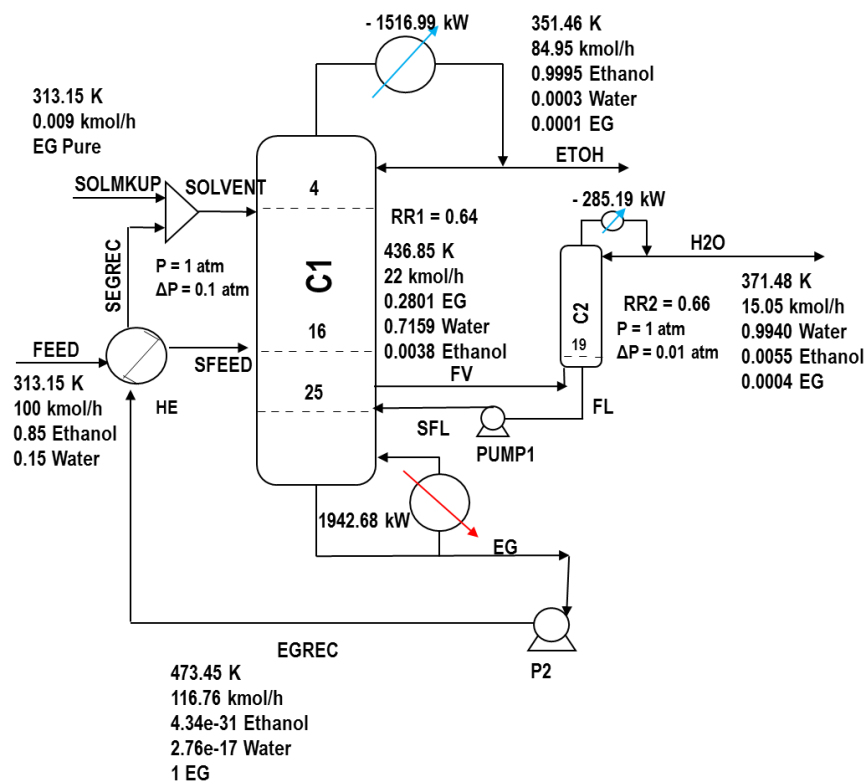 - 1516.99 kW
351.46 K
84.95 kmol/h
0.9995 Ethanol
0.0003 Water
0.0001 EG
ETOH
313.15 K
0.009 kmol/h
EG Pure
SOLMKUP
SOLVENT
4
RR1 = 0.64
- 285.19 kW
H2O
SEGREC
P = 1 atm
ΔP = 0.1 atm
C1
436.85 K
22 kmol/h
0.2801 EG
0.7159 Water
0.0038 Ethanol
C2
RR2 = 0.66
P = 1 atm
ΔP = 0.01 atm
19
371.48 K
15.05 kmol/h
0.9940 Water
0.0055 Ethanol
0.0004 EG
16
FEED
SFEED
313.15 K
100 kmol/h
0.85 Ethanol
0.15 Water
HE
FV
25
SFL
FL
PUMP1
1942.68 kW
EG
P2
EGREC
473.45 K
116.76 kmol/h
4.34e-31 Ethanol
2.76e-17 Water
1 EG